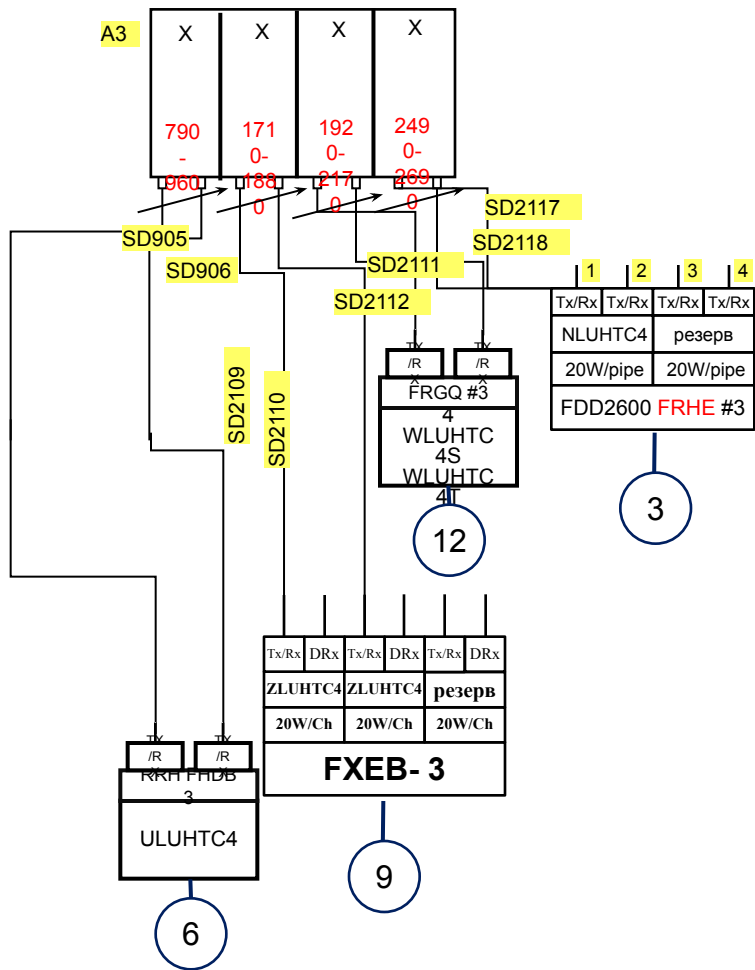 A3
X
X
X
X
790
-
960
171
0-
188
0
192
0-
217
0
249
0-
269
0
SD905
SD906
SD2111
SD2112
SD2117
SD2118
SD2109
SD2110
1
2
3
4
Tx/Rx
Tx/Rx
Tx/Rx
Tx/Rx
NLUHTC4
резерв
20W/pipe
20W/pipe
FDD2600 FRHE #3
3
TX
/R
X
TX
/R
X
FRGQ #3
4
WLUHTC
4S
WLUHTC
4T
12
Tx/Rx
DRx
Tx/Rx
DRx
Tx/Rx
DRx
ZLUHTC4
ZLUHTC4
резерв
20W/Ch
20W/Ch
20W/Ch
FXEB- 3
9
TX
/R
X
TX
/R
X
RRH FHDB
3
ULUHTC4
6